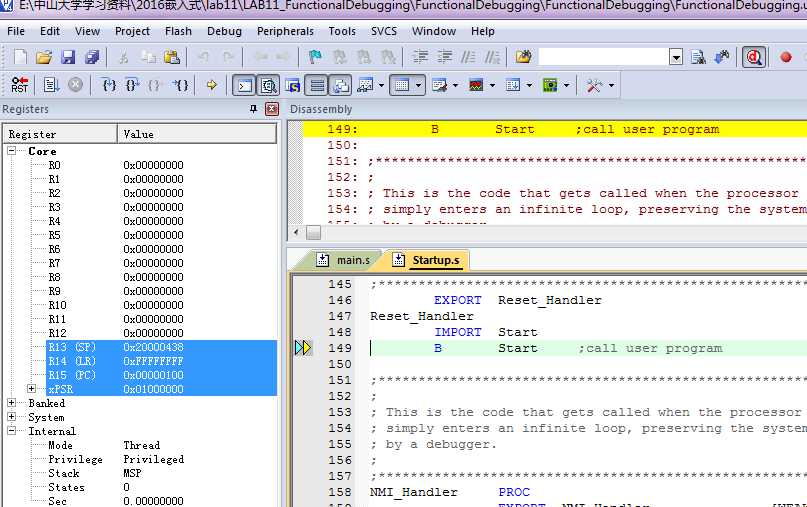 E:\中山大学学习资料\2016嵌入式\lab11\LAB11_FunctionalDebugging\FunctionalDebugging\FunctionalDebugging\FunctionalDebugging.u
File Edit View Project Flash Debug Peripherals Tools SVCS Window Help
RST
Registers
Register Value
Core
R0 0x00000000
R1 0x00000000
R2 0x00000000
R3 0x00000000
R4 0x00000000
R5 0x00000000
R6 0x00000000
R7 0x00000000
R8 0x00000000
R9 0x00000000
R10 0x00000000
R11 0x00000000
R12 0x00000000
R13 (SP) 0x20000438
R14 (LR) 0xFFFFFFFF
R15 (PC) 0x00000100
xPSR 0x01000000
Banked
System
Internal
Mode Thread
Privilege Privileged
Stack MSP
States 0
Sec 0.00000000
Disassembly
149: B Start ;call user program
150:
151: ;******************************************************
152: ;
153: ; This is the code that gets called when the processor
154: ; simply enters an infinite loop, preserving the system
155: ; by a debugger
main.s Startup.s
145 ;******************************************************
146 EXPORT Reset_Handler
147 Reset_Handler
148 IMPORT Start
149 B Start ;call user program
150
151 ;******************************************************
152 ;
153 ; This is the code that gets called when the processor
154 ; simply enters an infinite loop, preserving the system
155 ; by a debugger.
156 ;
157 ;******************************************************
158 NMI_Handler PROC
159 EXPORT NMI_Handler [WEAK